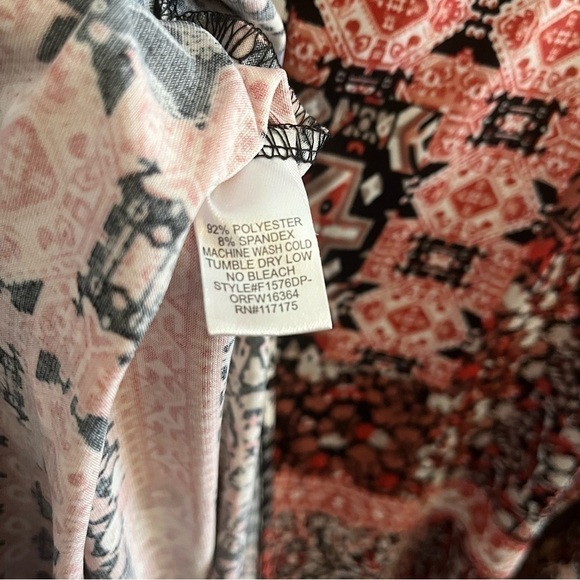 92% POLYESTER
8% SPANDEX
MACHINE WASH COLD
TUMBLE DRY LOW
NO BLEACH
STYLE#F1576DP-
ORFW16364
RN#117175